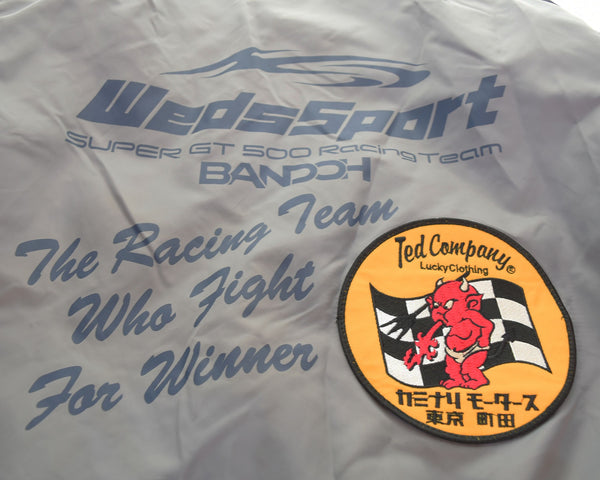 WedsSport
SUPER GT 500 Racing Team
BANDOH
The Racing Team
Who Fight
For Winner
Ted Company
LuckyClothing
©
カミナリ モータース
東京 町田